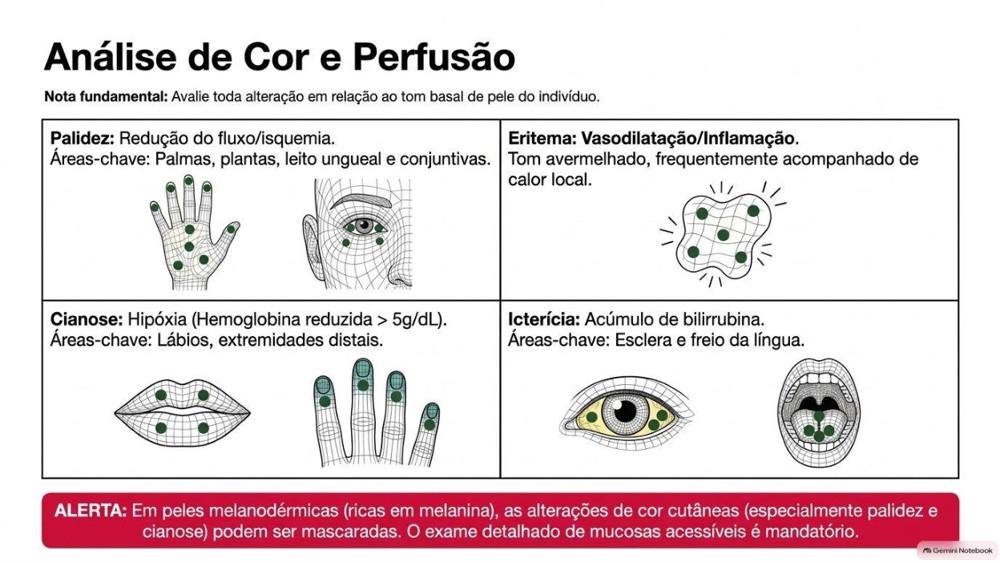 Análise de Cor e Perfusão
Nota fundamental: Avalie toda alteração em relação ao tom basal de pele do indivíduo.
Palidez: Redução do fluxo/isquemia.
Áreas-chave: Palmas, plantas, leito ungueal e conjuntivas.
Eritema: Vasodilatação/Inflamação.
Tom avermelhado, frequentemente acompanhado de
calor local.
Cianose: Hipóxia (Hemoglobina reduzida > 5g/dL).
Áreas-chave: Lábios, extremidades distais.
Icterícia: Acúmulo de bilirrubina.
Áreas-chave: Esclera e freio da língua.
ALERTA: Em peles melanodérmicas (ricas em melanina), as alterações de cor cutâneas (especialmente palidez e
cianose) podem ser mascaradas. O exame detalhado de mucosas acessíveis é mandatório.
Gemini Notebook